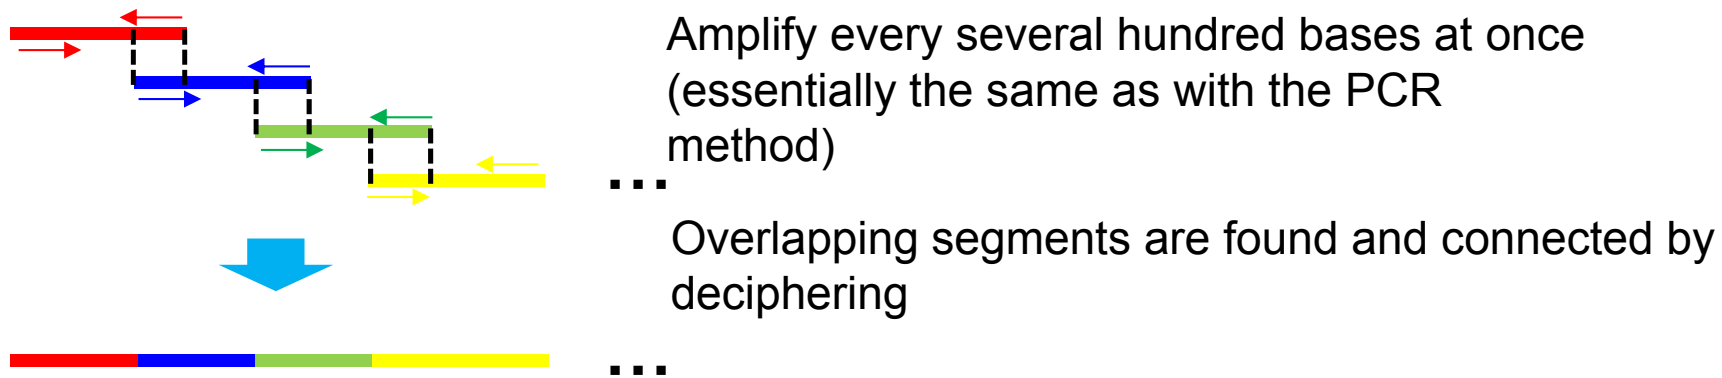 Amplify every several hundred bases at once
(essentially the same as with the PCR
method)
...
Overlapping segments are found and connected by
deciphering
...